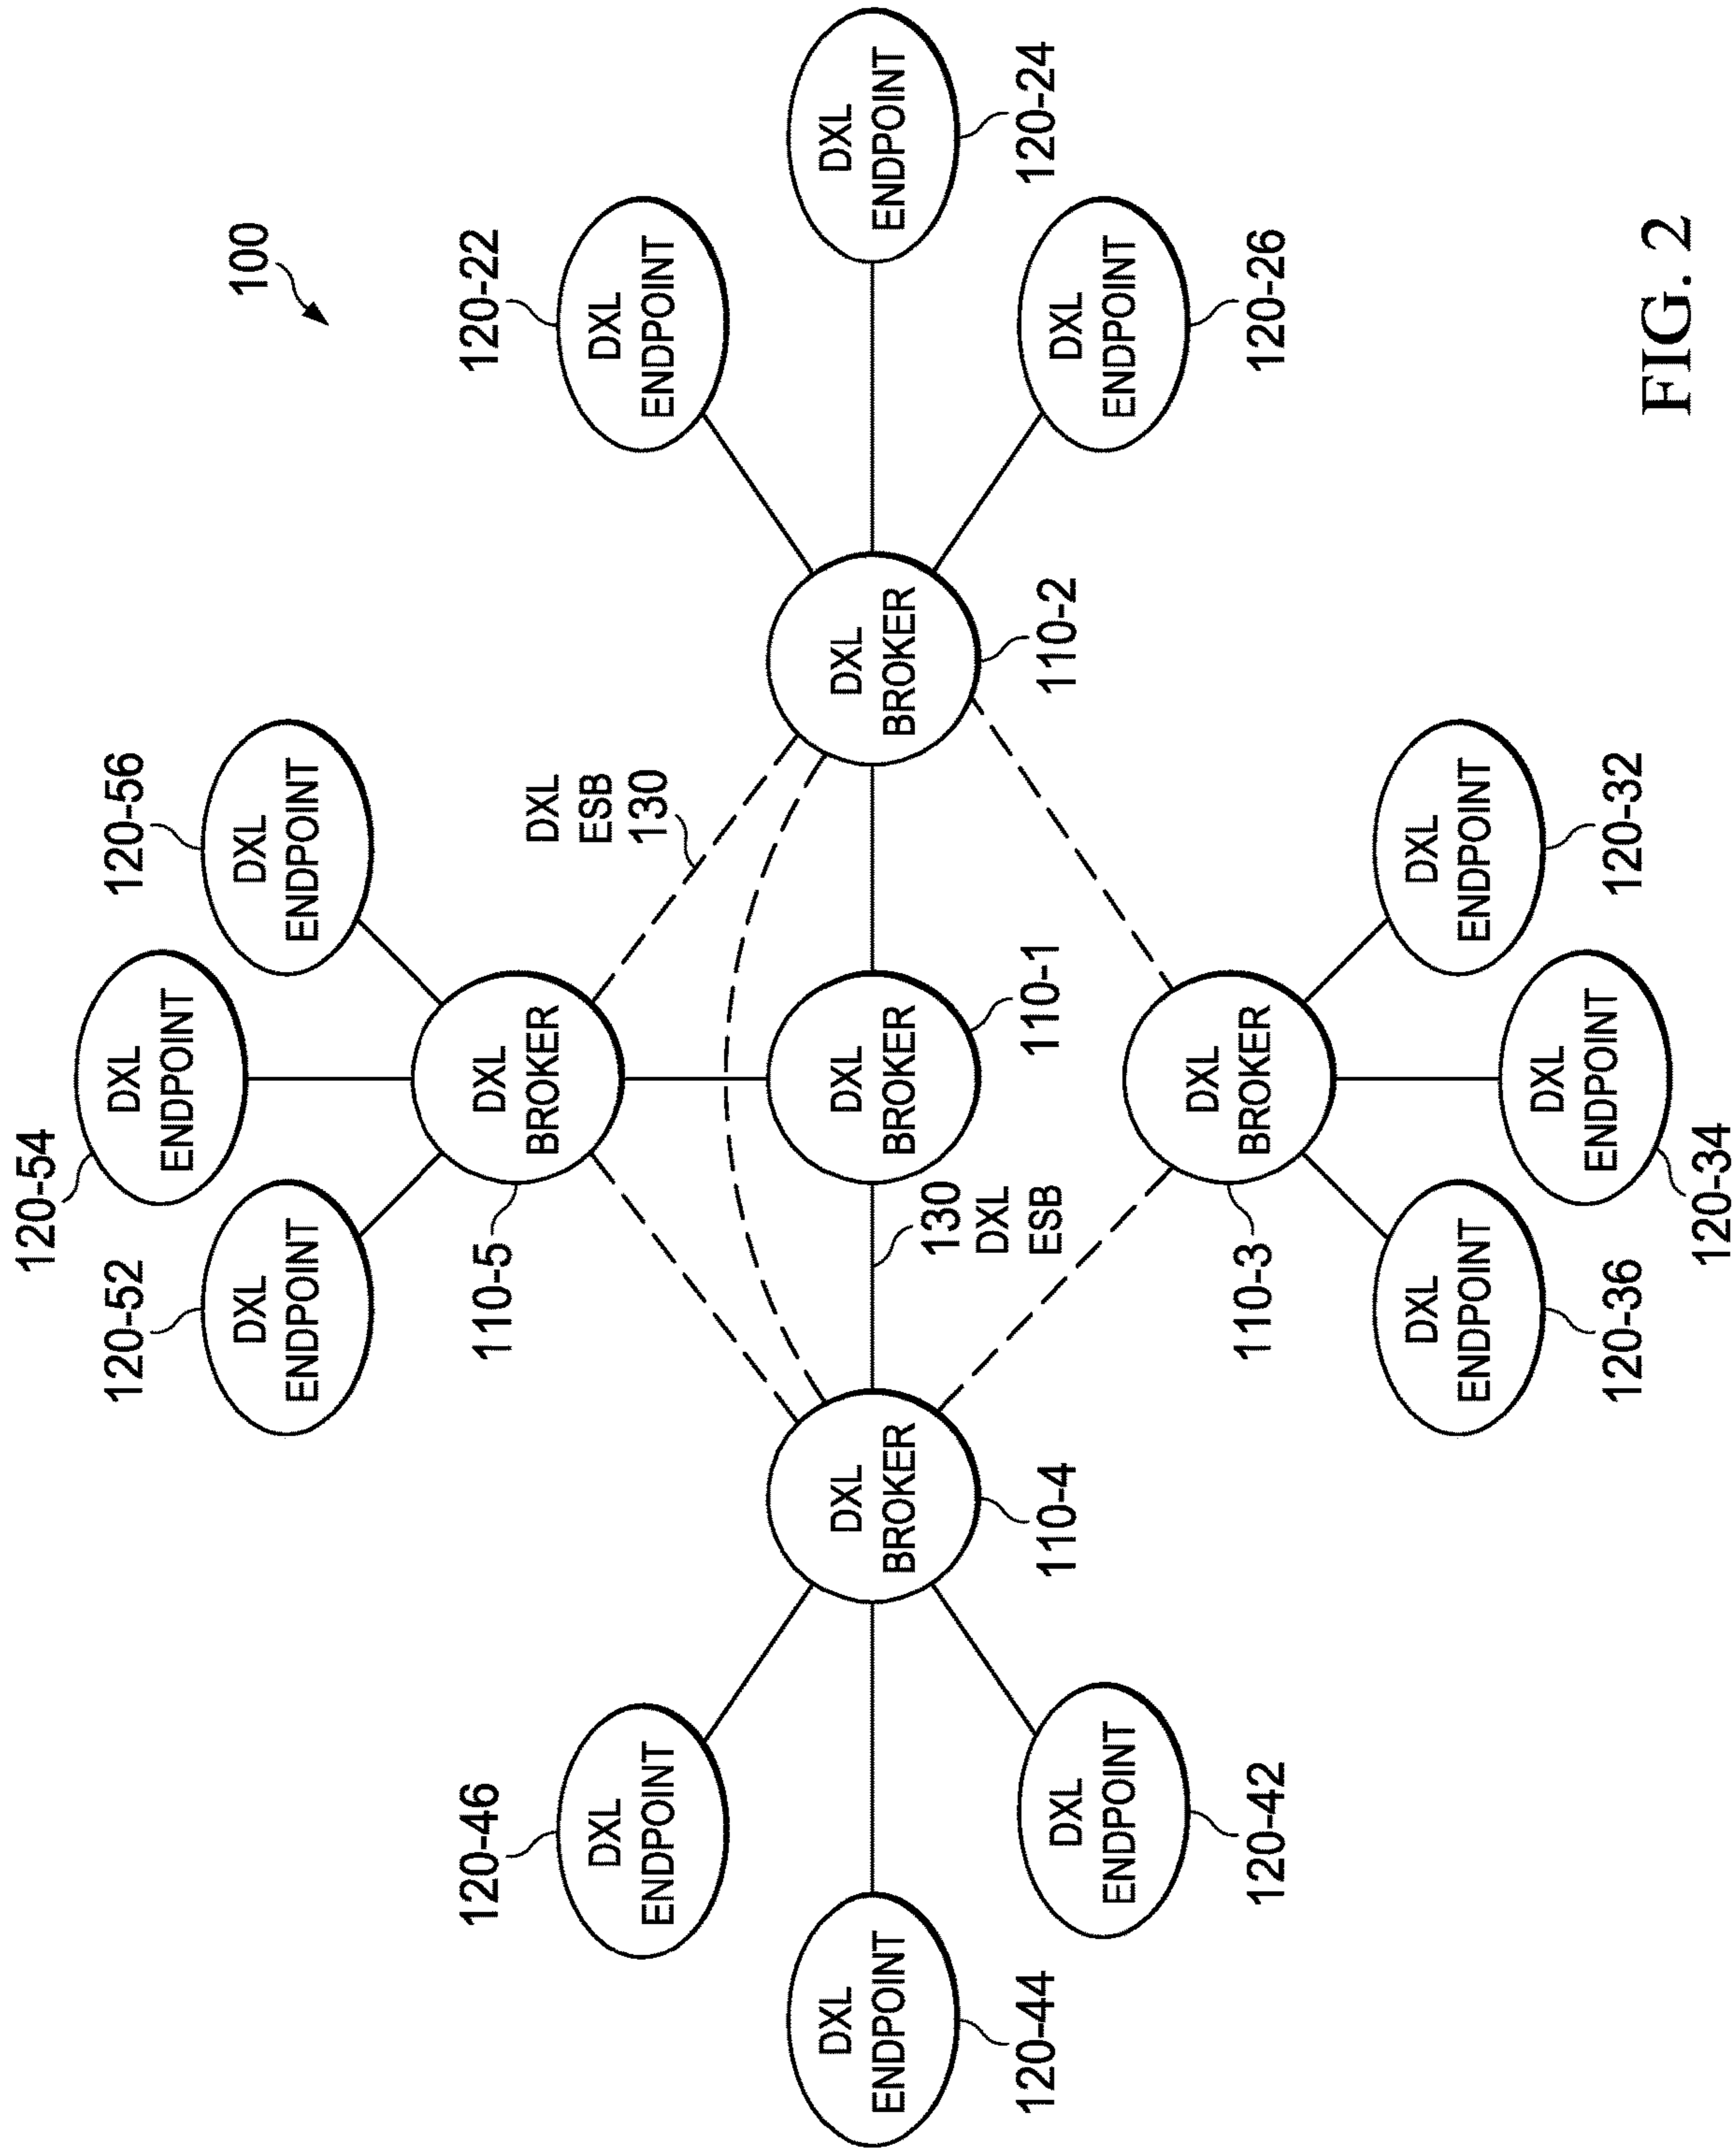 120-54
DXL
ENDPOINT
120-52
DXL
ENDPOINT
120-56
DXL
ENDPOINT
100
120-46
DXL
ENDPOINT
110-5
DXL
BROKER
DXL
ESB
130
120-22
DXL
ENDPOINT
DXL
ENDPOINT
120-44
DXL
BROKER
110-4
130
DXL
ESB
DXL
BROKER
110-1
DXL
BROKER
110-2
DXL
ENDPOINT
120-24
DXL
ENDPOINT
120-42
110-3
DXL
BROKER
DXL
ENDPOINT
120-26
DXL
ENDPOINT
120-36
DXL
ENDPOINT
120-34
DXL
ENDPOINT
120-32
FIG. 2